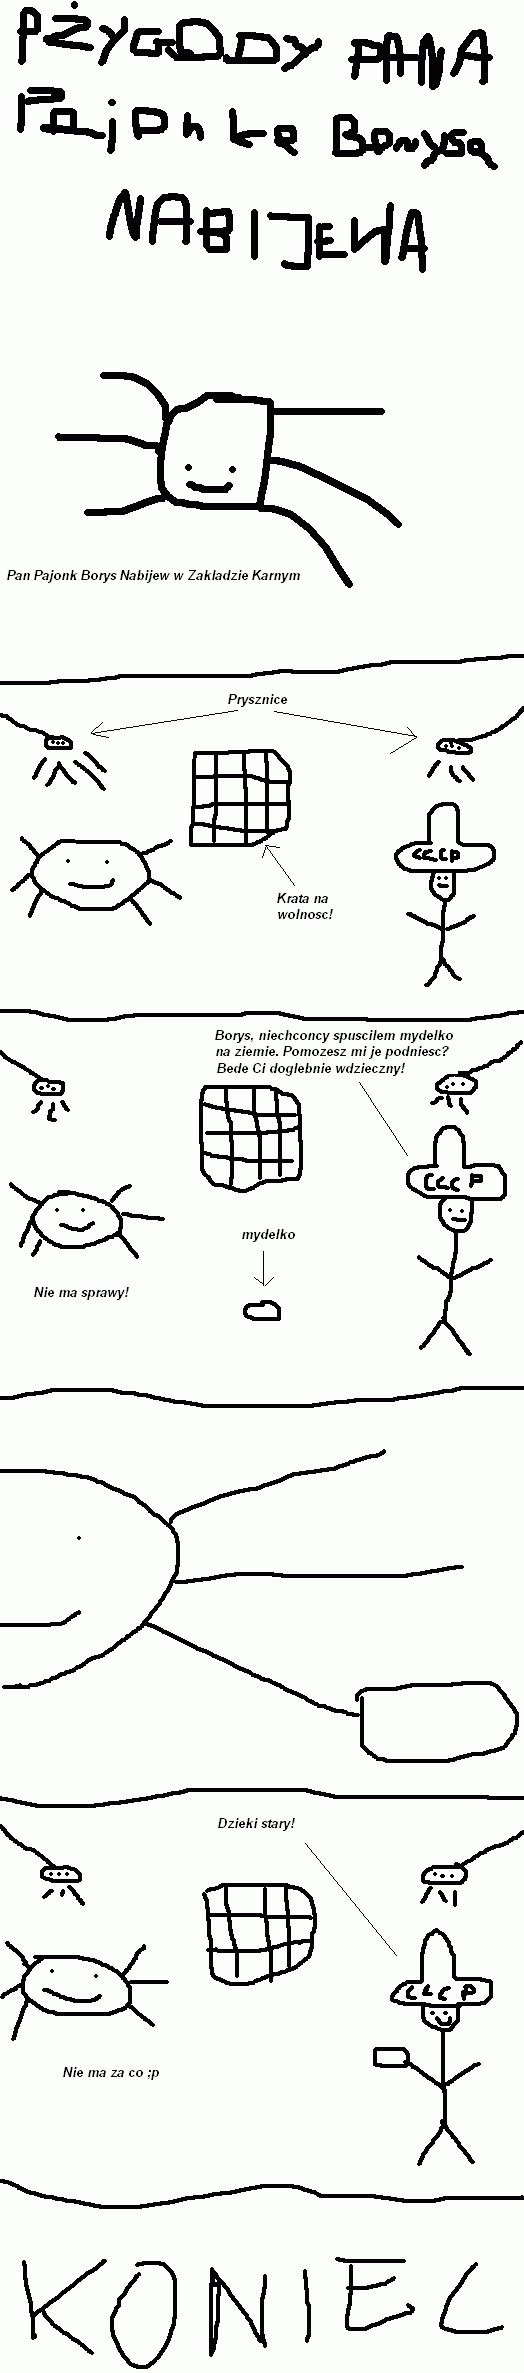 PŻYGODY PANA
Pajonka Borysa
NABIJEWA
Pan Pajonk Borys Nabijew w Zakladzie Karnym
Prysznice
CCCP
Krata na
wolnosc!
Borys, niechconcy spuscilem mydelko
na ziemie. Pomozesz mi je podniesc?
Bede Ci doglebnie wdzieczny!
CCCP
mydelko
Nie ma sprawy!
Dzieki stary!
CCCP
Nie ma za co ;p
KONIEC